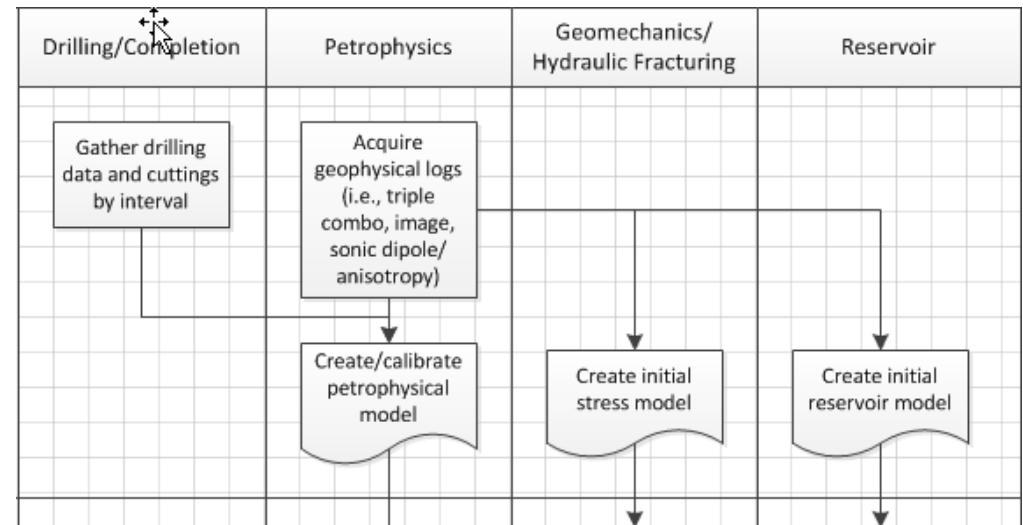 Drilling/Completion
Petrophysics
Geomechanics/
Hydraulic Fracturing
Reservoir
Gather drilling
data and cuttings
by interval
Acquire
geophysical logs
(i.e., triple
combo, image,
sonic dipole/
anisotropy)
Create/calibrate
petrophysical
model
Create initial
stress model
Create initial
reservoir model